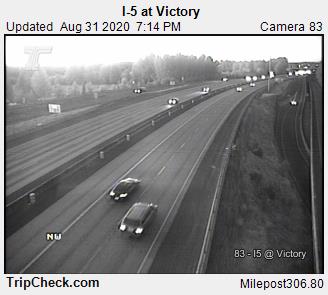 I-5 at Victory
Updated Aug 31 2020 7:14 PM Camera 83
NW
83 - I5 @ Victory
TripCheck.com Milepost306.80